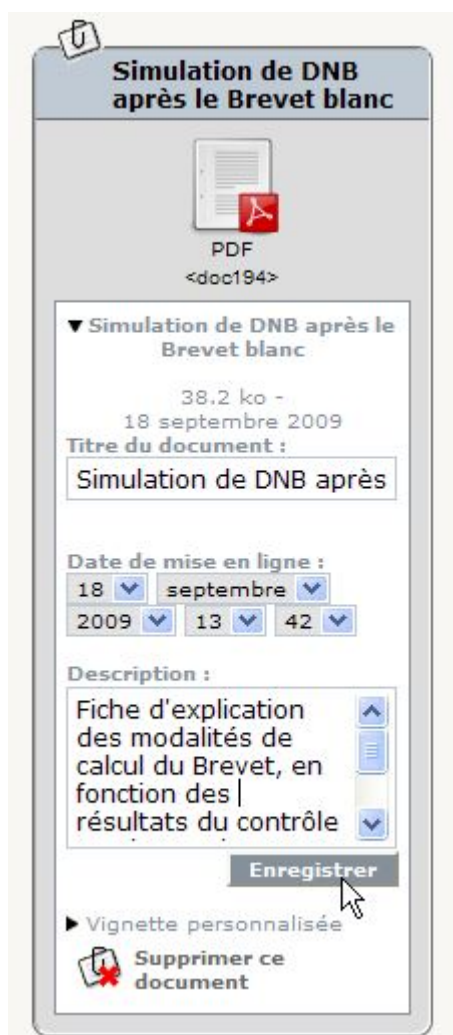 Simulation de DNB
après le Brevet blanc
PDF
<doc194>
▼ Simulation de DNB après le
Brevet blanc
38.2 ko -
18 septembre 2009
Titre du document :
Simulation de DNB après
Date de mise en ligne :
18 septembre
2009 13 42
Description :
Fiche d'explication
des modalités de
calcul du Brevet, en
fonction des
résultats du contrôle
Enregistrer
► Vignette personnalisée
Supprimer ce
document